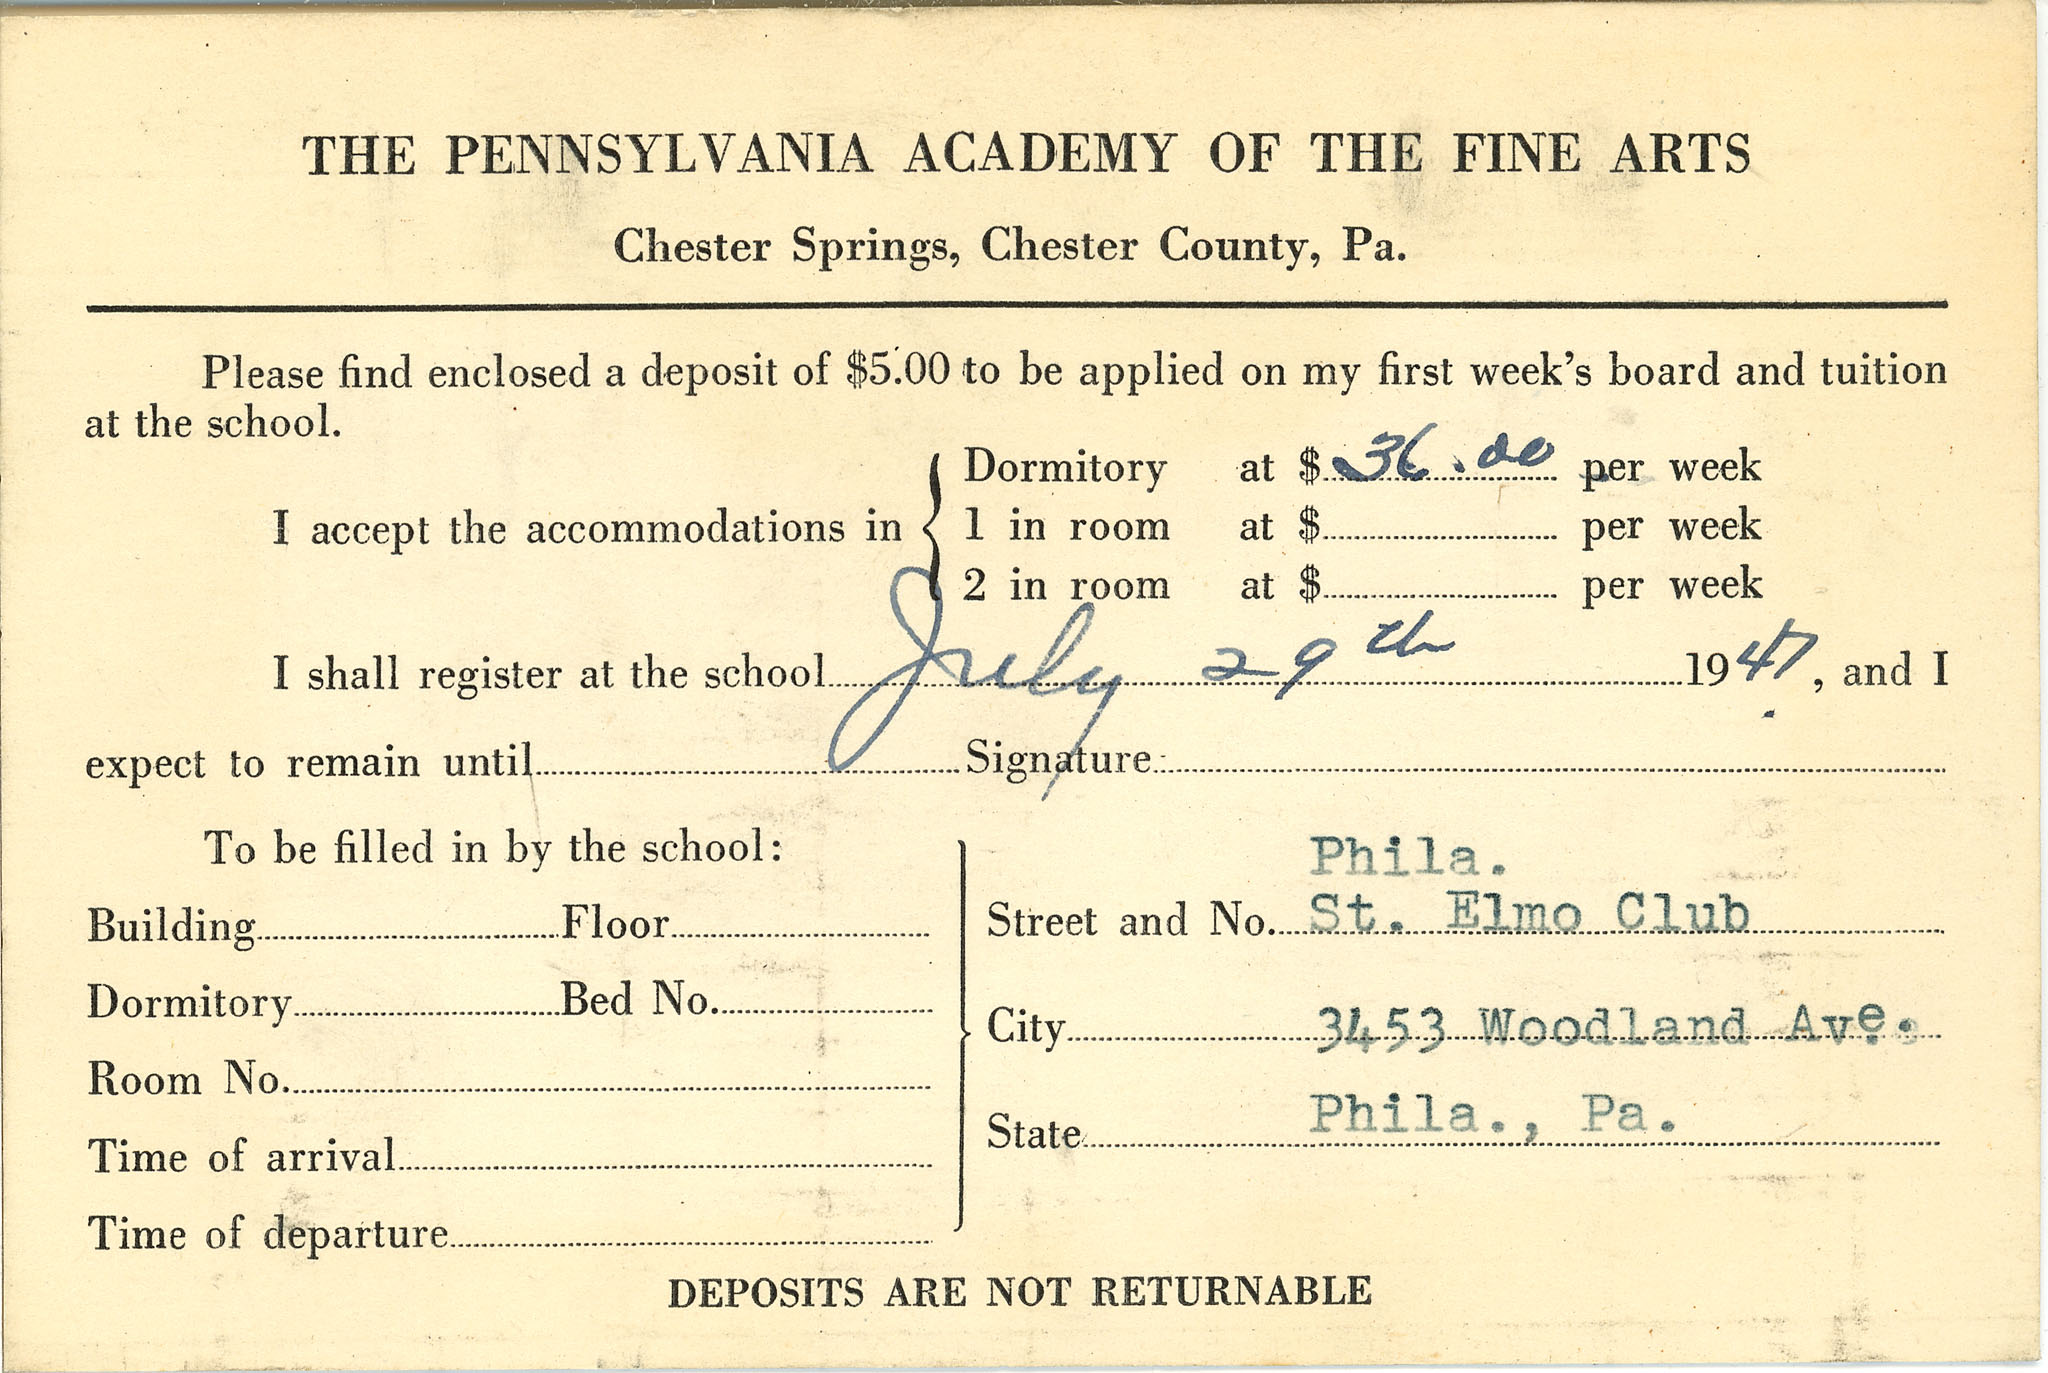 THE PENNSYLVANIA ACADEMY OF THE FINE ARTS
Chester Springs, Chester County, Pa.
Please find enclosed a deposit of $5.00 to be applied on my first week's board and tuition
at the school.
Dormitory at $ 36.00 per week
I accept the accommodations in 1 in room at $ per week
2 in room at $ per week
I shall register at the school July 29th 1947, and I
expect to remain until Signature
To be filled in by the school:
Building Floor
Dormitory Bed No.
Room No.
Time of arrival
Time of departure
Phila.
Street and No. St. Elmo Club
City 3453 Woodland Ave.
State Phila., Pa.
DEPOSITS ARE NOT RETURNABLE